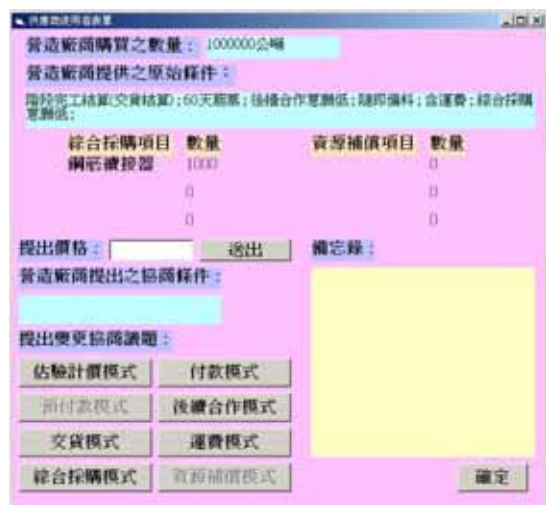 供應商使用者表單
營造廠商購買之數量： 1000000公噸
營造廠商提供之原始條件：
階段完工結算(交貨結算)；60天期票；後續合作意願低；隨即備料；含運費；綜合採購
意願低；
綜合採購項目 數量 資源補償項目 數量
鋼筋續接器 1000 0
0 0
0 0
提出價格： 送出 備忘錄：
營造廠商提出之協商條件：
提出變更協商議題：
估驗計價模式 付款模式
預付款模式 後續合作模式
交貨模式 運費模式
綜合採購模式 資源補償模式 確定